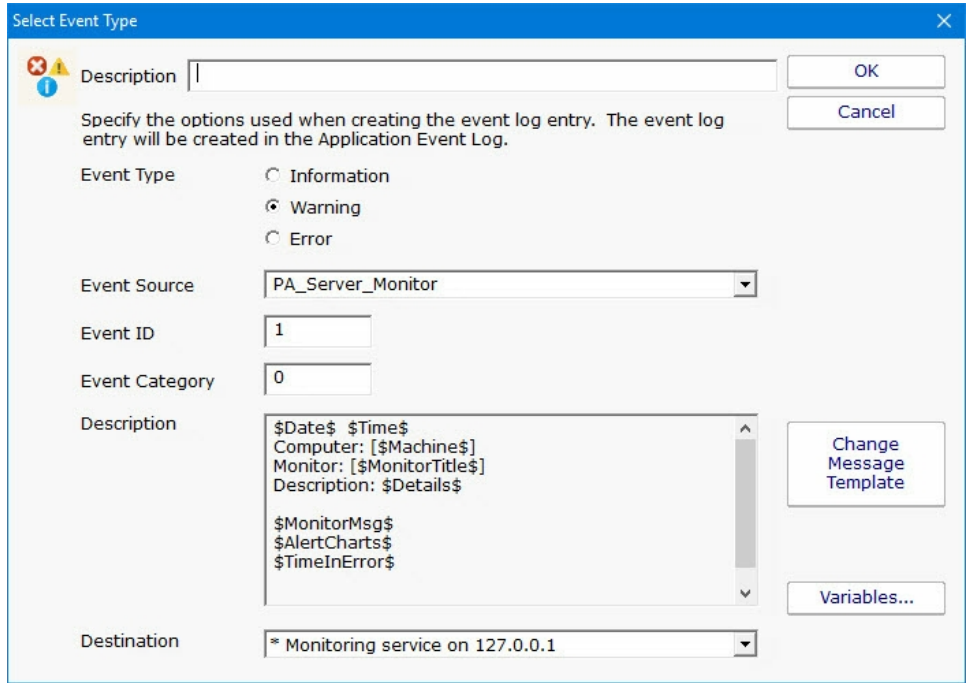 Select Event Type
Description
OK
Cancel
Specify the options used when creating the event log entry.  The event log
entry will be created in the Application Event Log.
Event Type
Information
Warning
Error
Event Source
PA_Server_Monitor
Event ID
1
Event Category
0
Description
$Date$  $Time$
Computer: [$Machine$]
Monitor: [$MonitorTitle$]
Description: $Details$
$MonitorMsg$
$AlertCharts$
$TimeInError$
Change
Message
Template
Variables...
Destination
* Monitoring service on 127.0.0.1